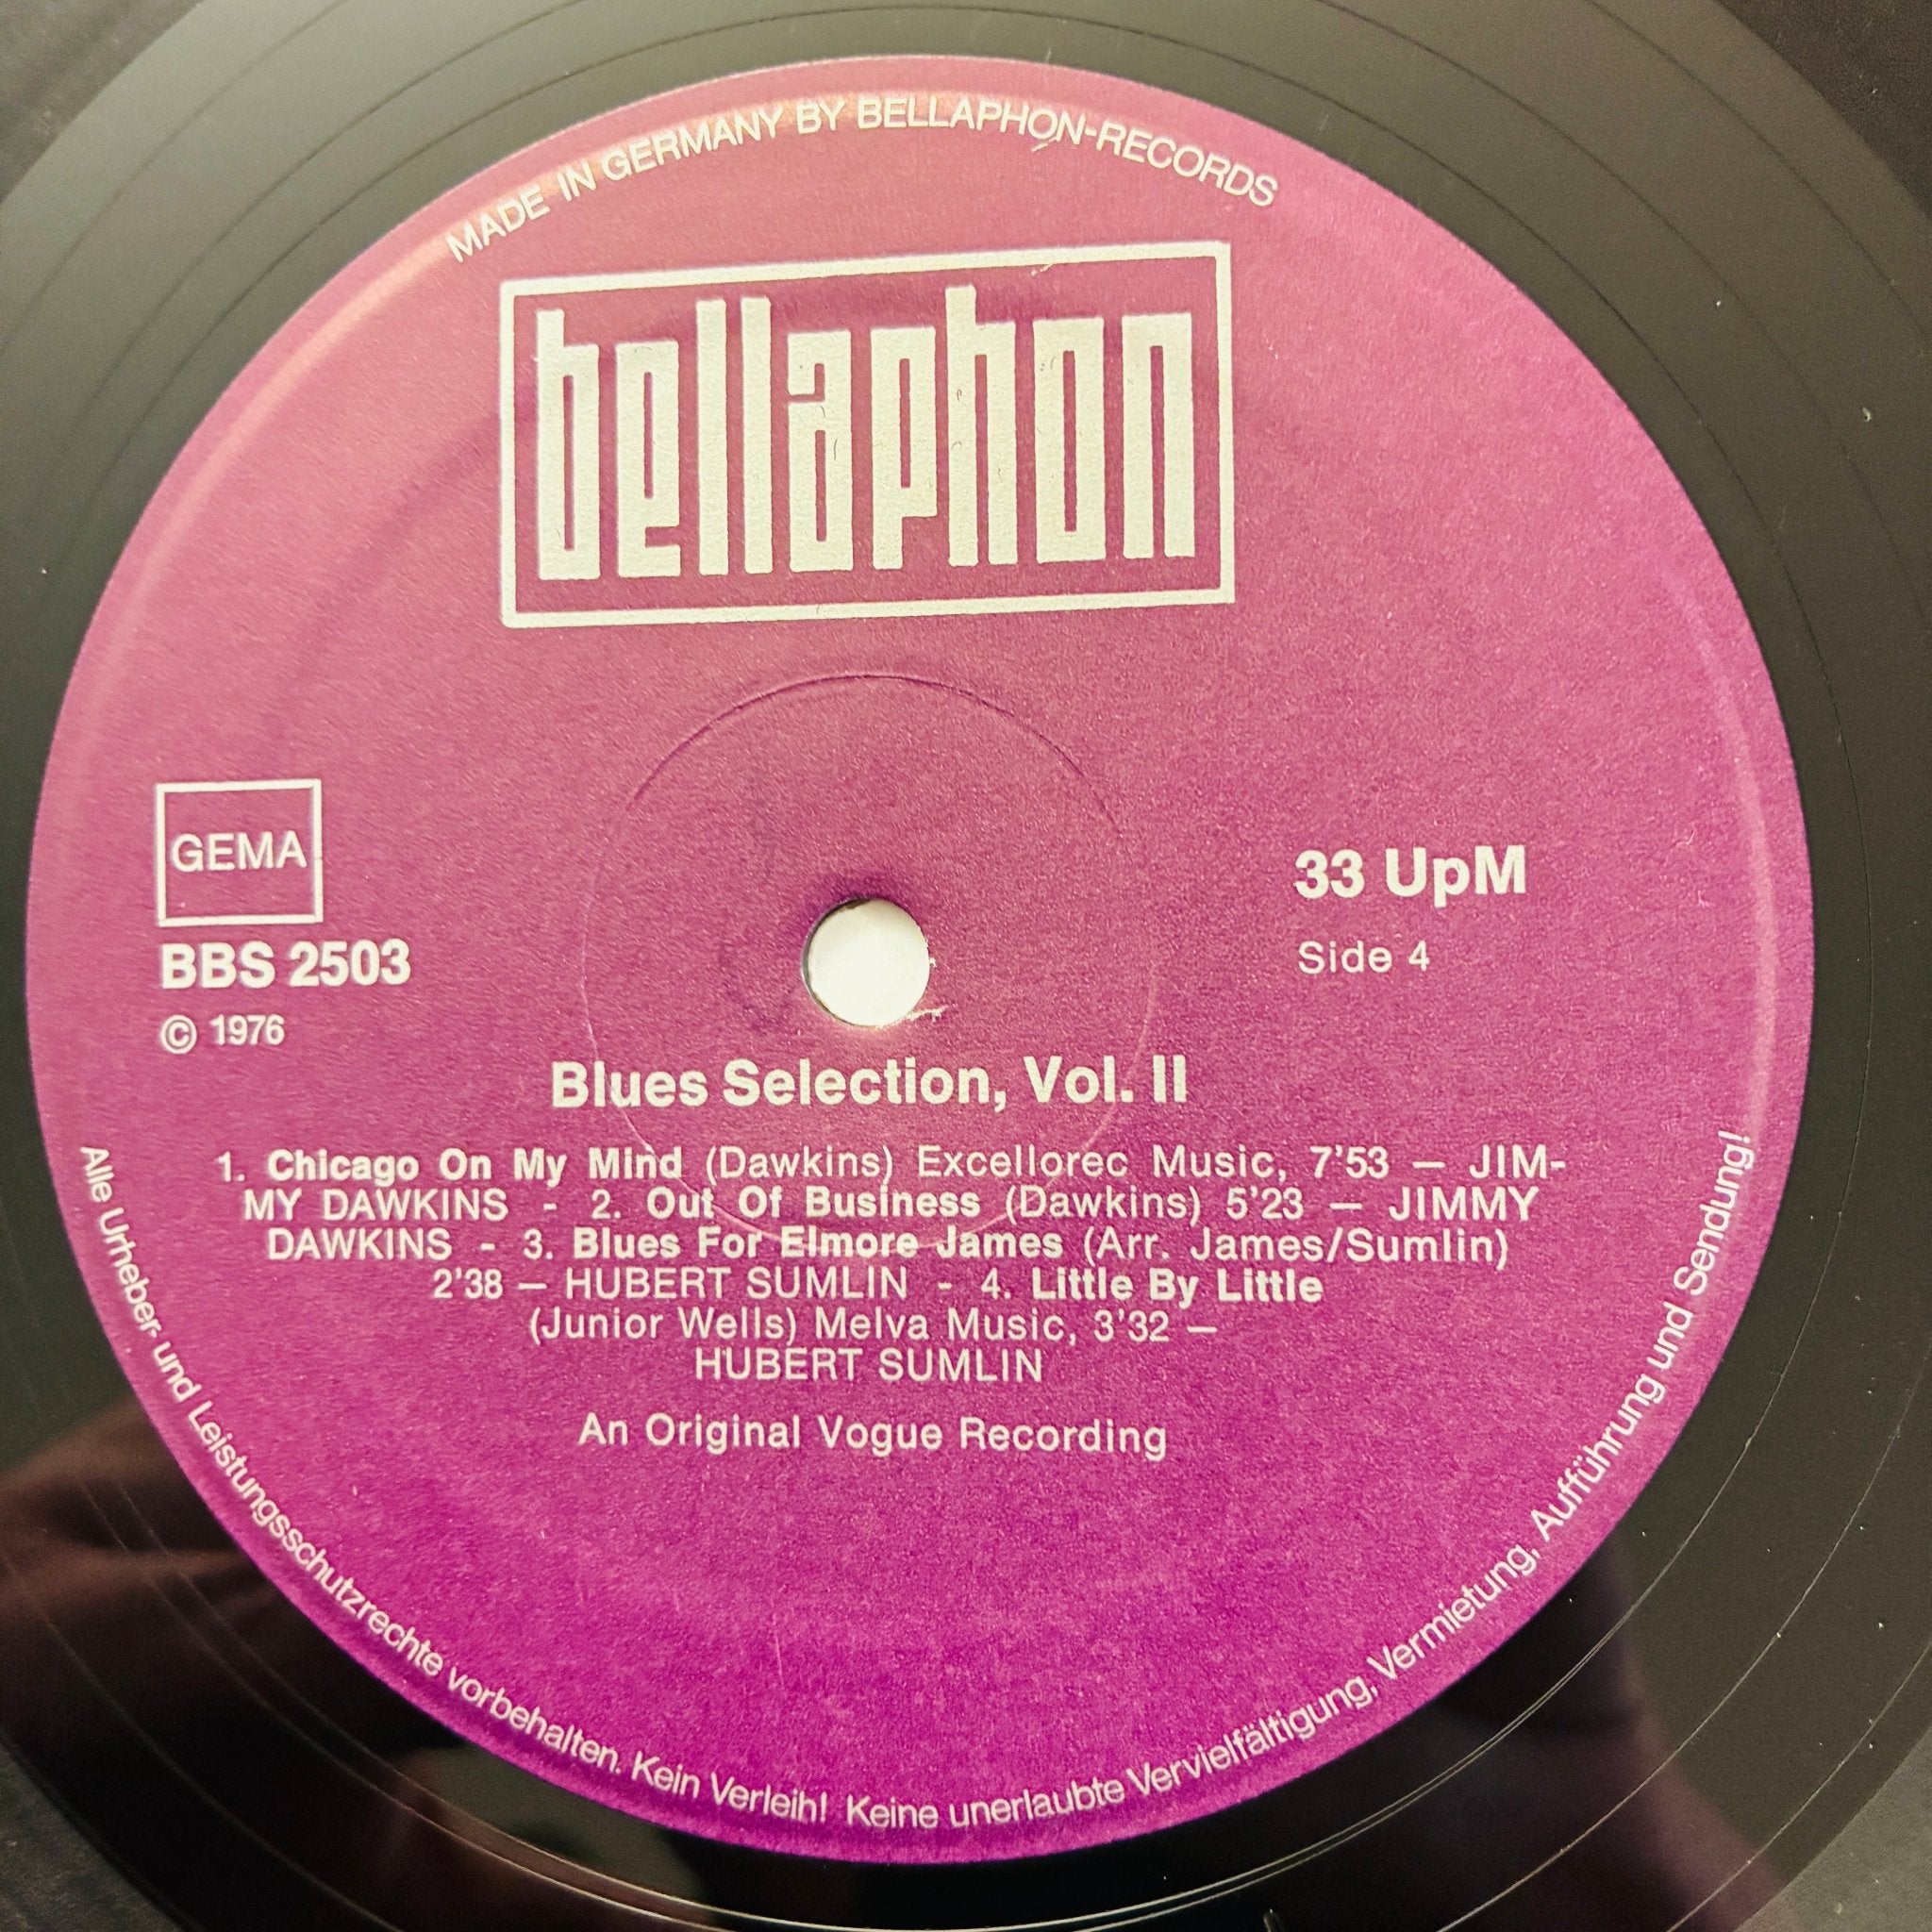 MADE IN GERMANY BY BELLAPHON-RECORDS
bellaphon
GEMA
BBS 2503
© 1976
33 UpM
Side 4
Blues Selection, Vol. II
1. Chicago On My Mind (Dawkins) Excellorec Music, 7'53 — JIM-
MY DAWKINS - 2. Out Of Business (Dawkins) 5'23 — JIMMY
DAWKINS - 3. Blues For Elmore James (Arr. James/Sumlin)
2'38 — HUBERT SUMLIN - 4. Little By Little
(Junior Wells) Melva Music, 3'32 —
HUBERT SUMLIN
An Original Vogue Recording
Alle Urheber- und Leistungsschutzrechte vorbehalten. Kein Verleih! Keine unerlaubte Vervielfältigung, Vermietung, Aufführung und Sendung!